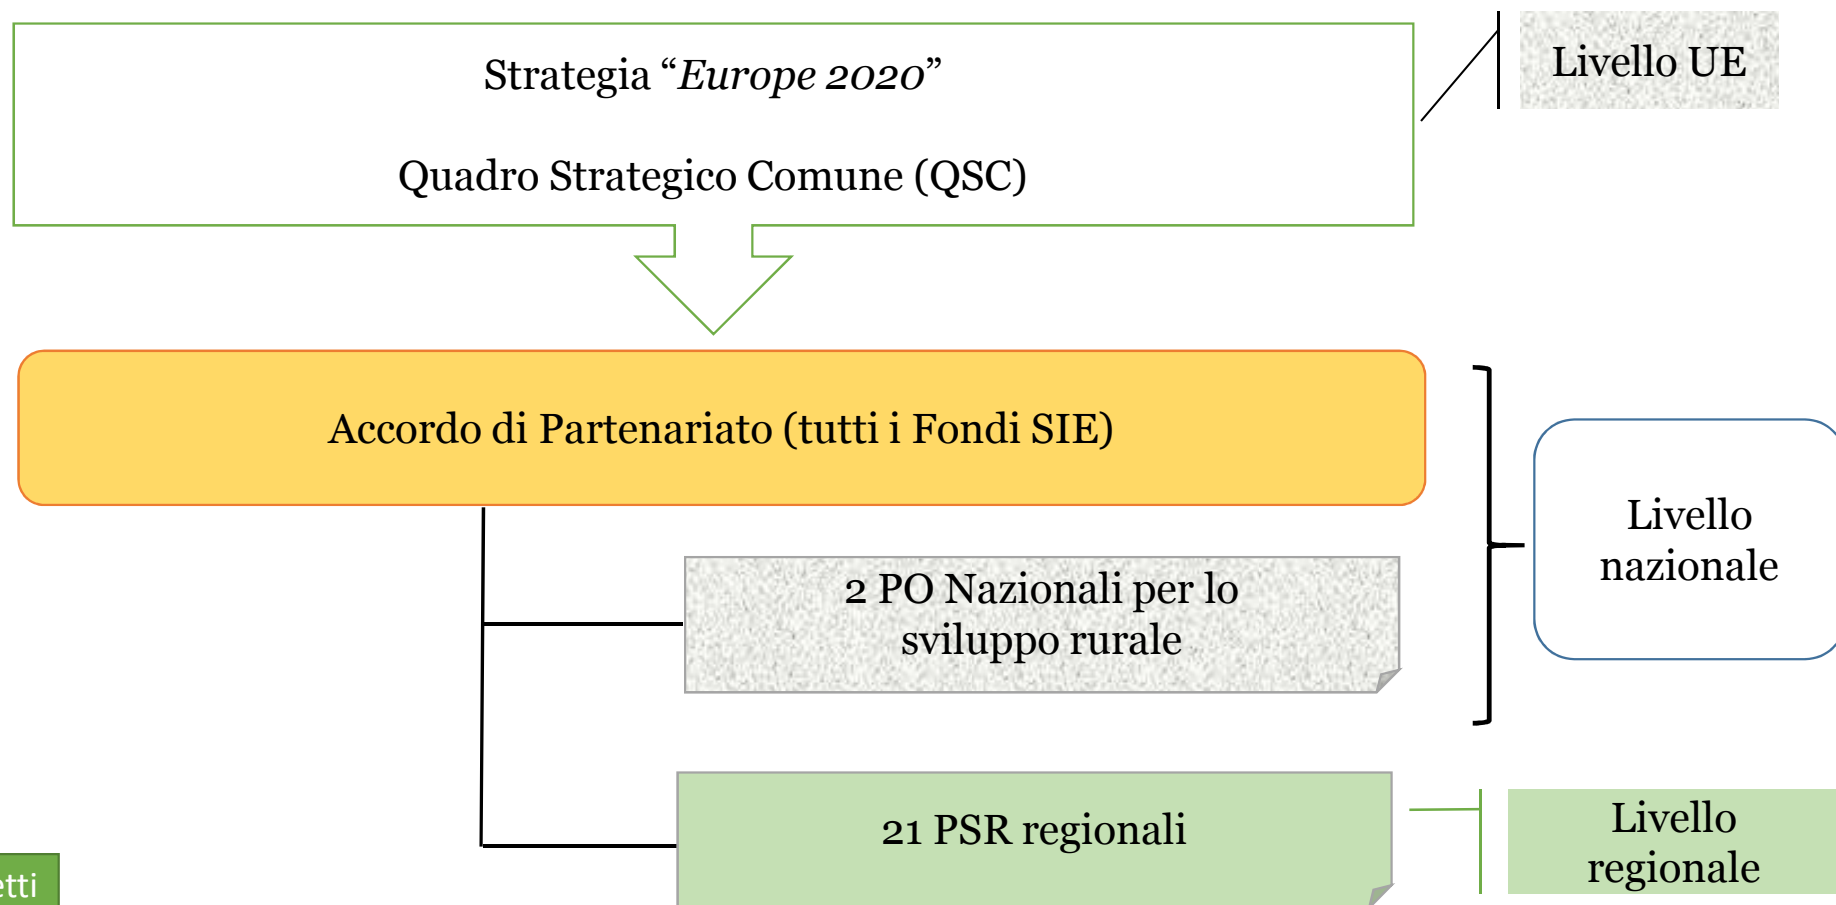 Strategia “Europe 2020”
Livello UE
Quadro Strategico Comune (QSC)
Accordo di Partenariato (tutti i Fondi SIE)
2 PO Nazionali per lo
sviluppo rurale
Livello
nazionale
21 PSR regionali
Livello
regionale